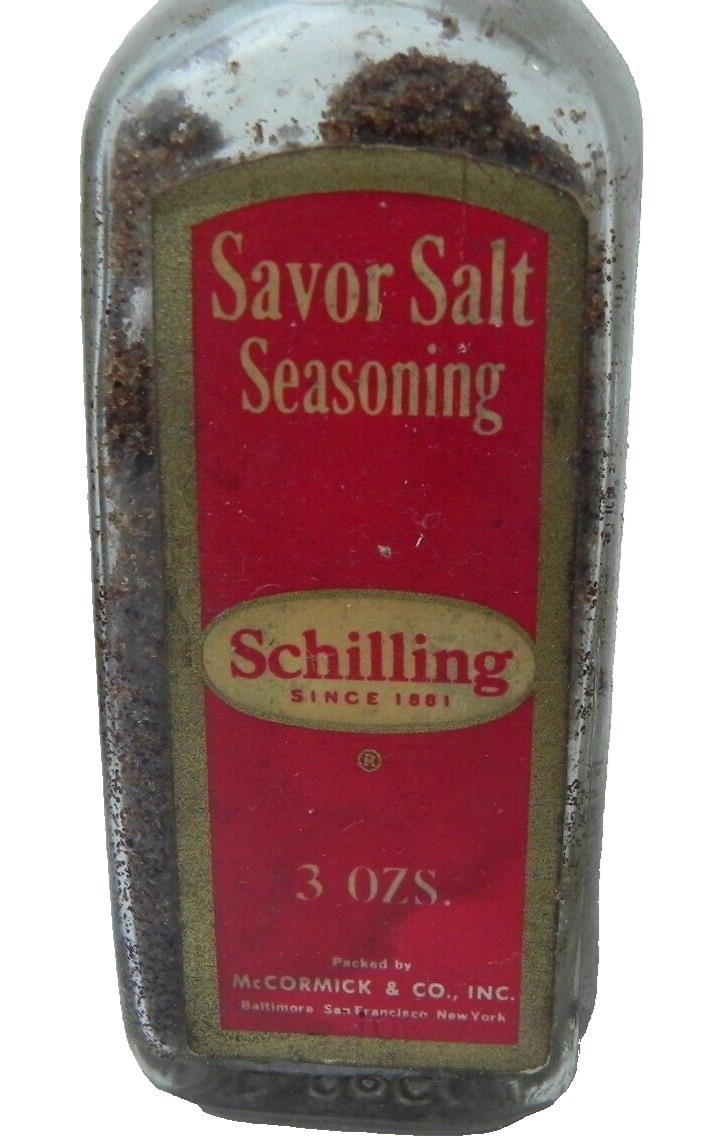 Savor Salt
Seasoning
Schilling
SINCE 1881
®
3 OZS.
Packed by
McCORMICK & CO., INC.
Baltimore San Francisco New York